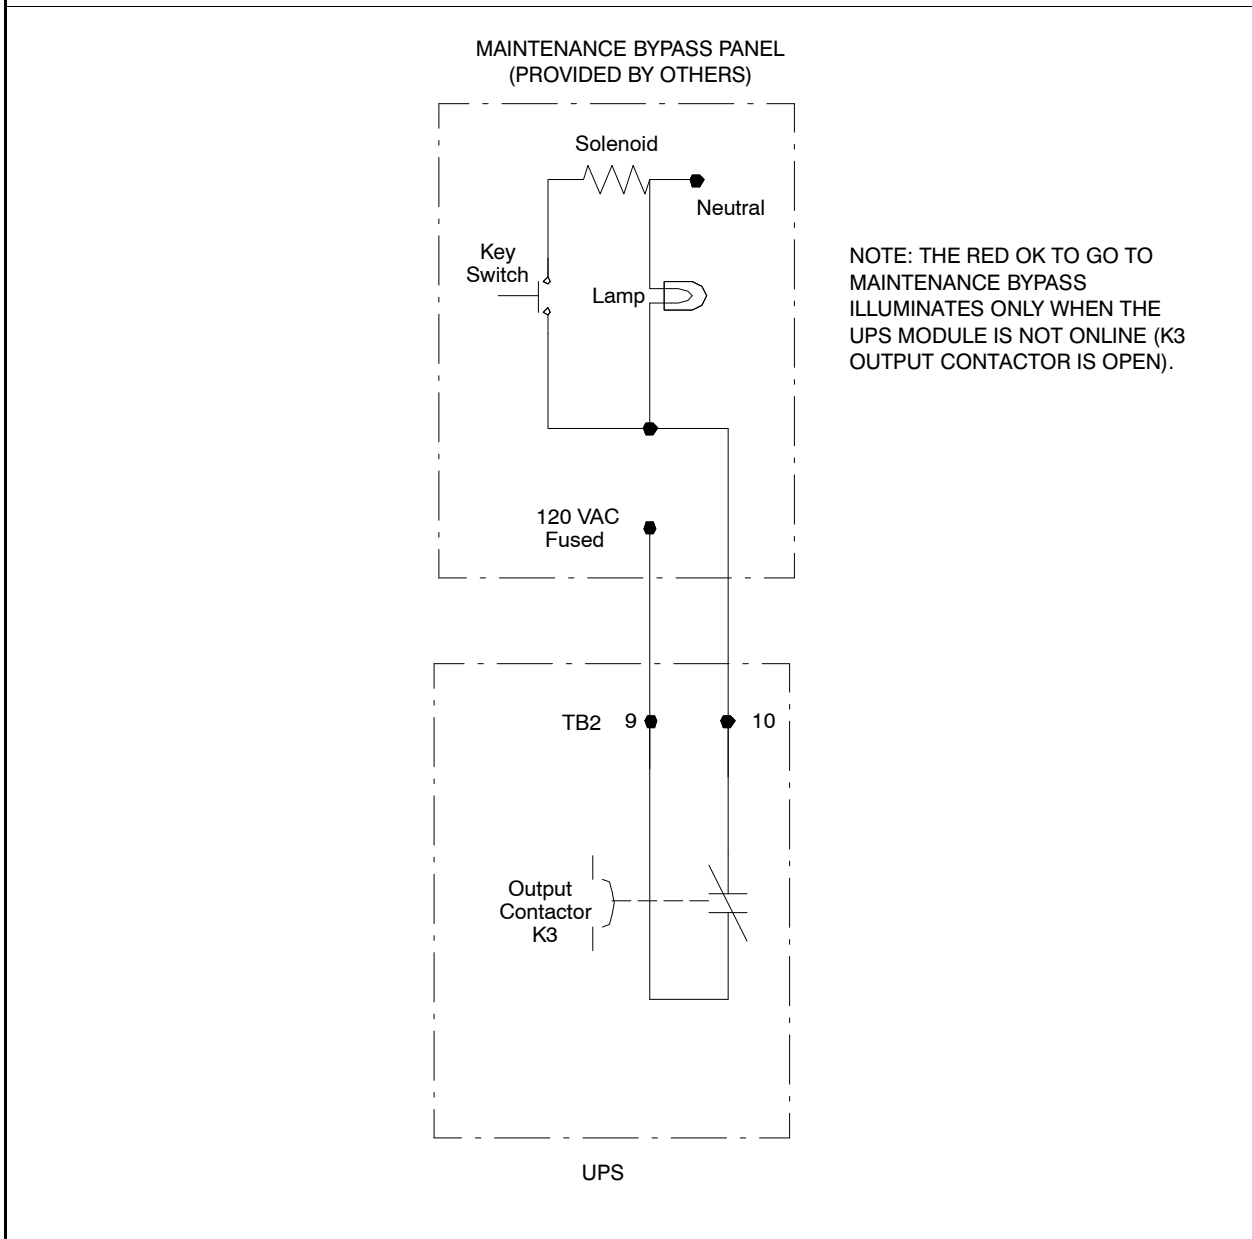 MAINTENANCE BYPASS PANEL
(PROVIDED BY OTHERS)
Solenoid
Neutral
Key
Switch
Lamp
NOTE: THE RED OK TO GO TO
MAINTENANCE BYPASS
ILLUMINATES ONLY WHEN THE
UPS MODULE IS NOT ONLINE (K3
OUTPUT CONTACTOR IS OPEN).
120 VAC
Fused
TB2 9 10
Output
Contactor
K3
UPS